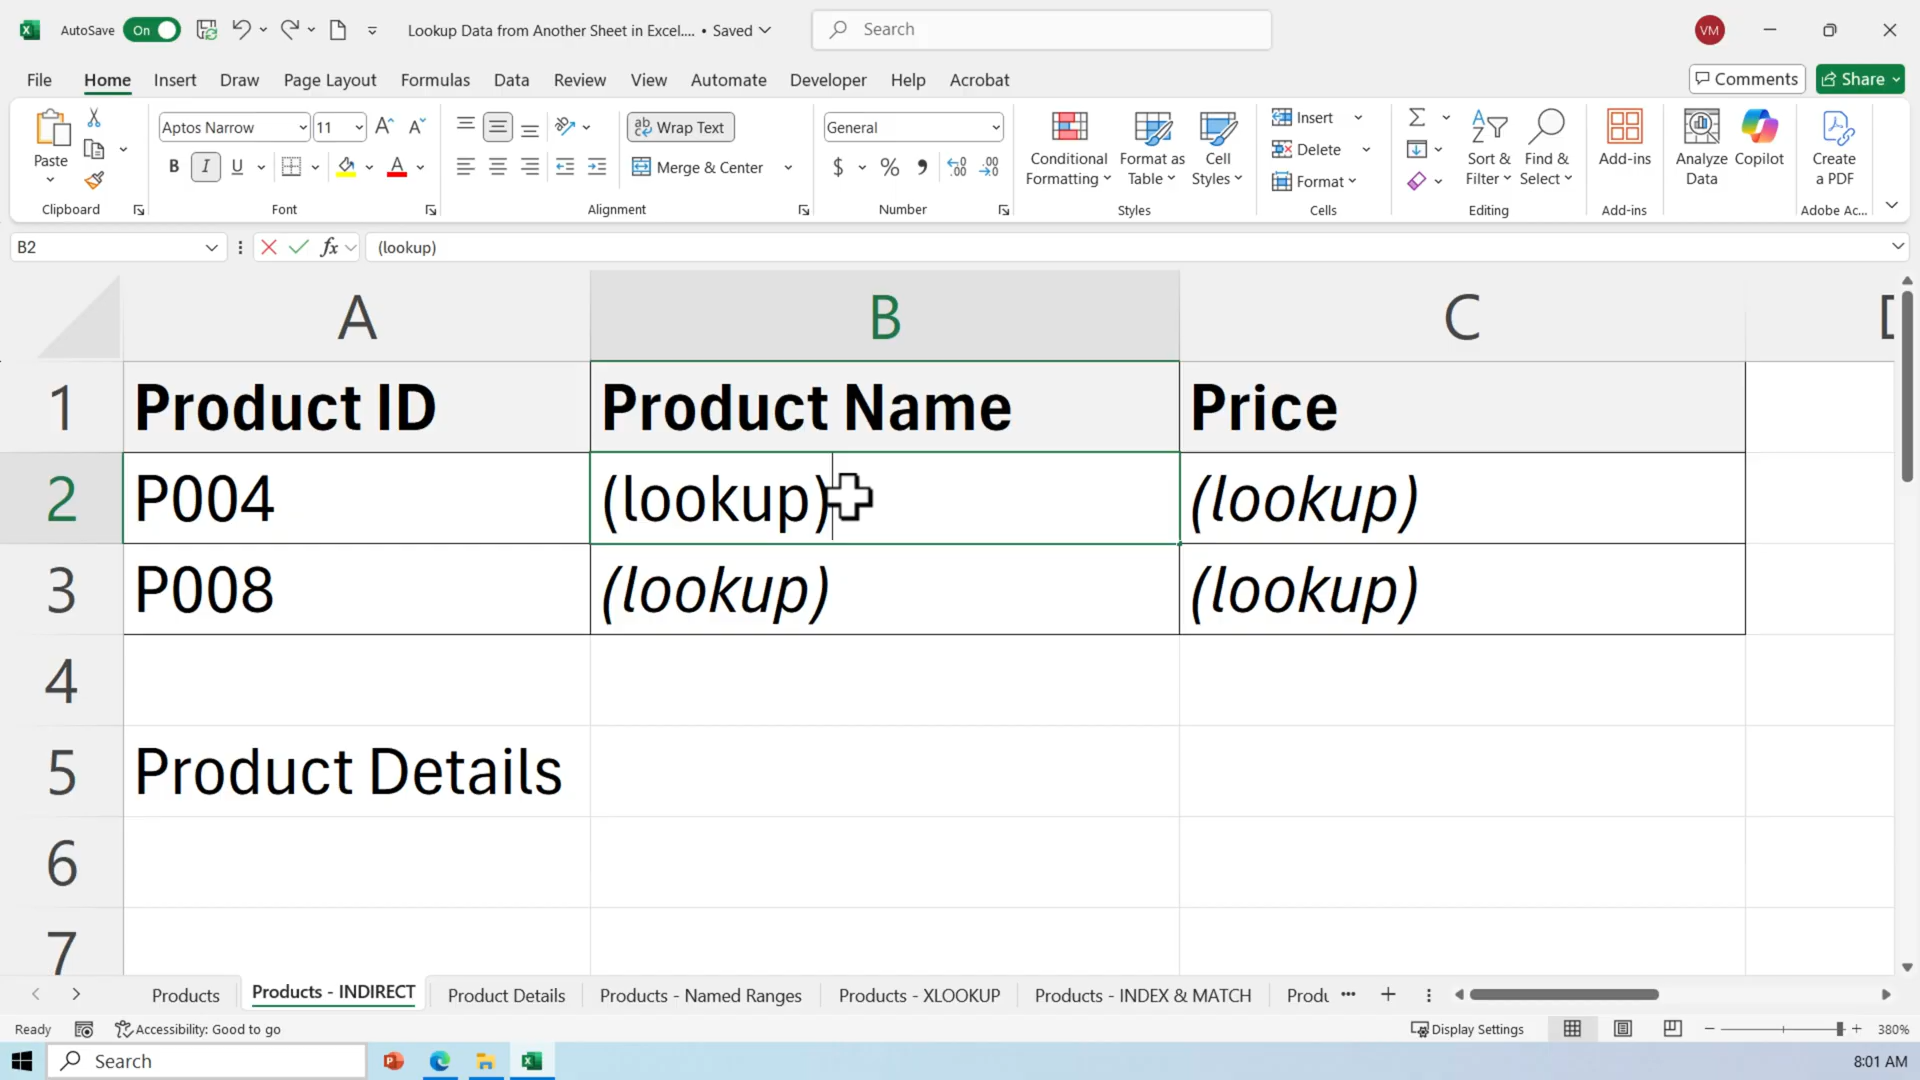 AutoSave On Lookup Data from Another Sheet in Excel.... • Saved Search VM
File Home Insert Draw Page Layout Formulas Data Review View Automate Developer Help Acrobat Comments Share
Paste
Clipboard
Aptos Narrow 11
B I U
Font
Wrap Text
Merge & Center
Alignment
General
$ %
Number
Conditional Formatting
Format as Table
Cell Styles
Styles
Insert
Delete
Format
Cells
Sort & Filter
Find & Select
Editing
Add-ins
Add-ins
Analyze Data
Copilot
Create a PDF
Adobe Ac...
B2 fx (lookup)
A B C D
1 Product ID Product Name Price
2 P004 (lookup) (lookup)
3 P008 (lookup) (lookup)
4
5 Product Details
6
7
Products Products - INDIRECT Product Details Products - Named Ranges Products - XLOOKUP Products - INDEX & MATCH Produ ...
Ready Accessibility: Good to go Display Settings 380%
Search 8:01 AM